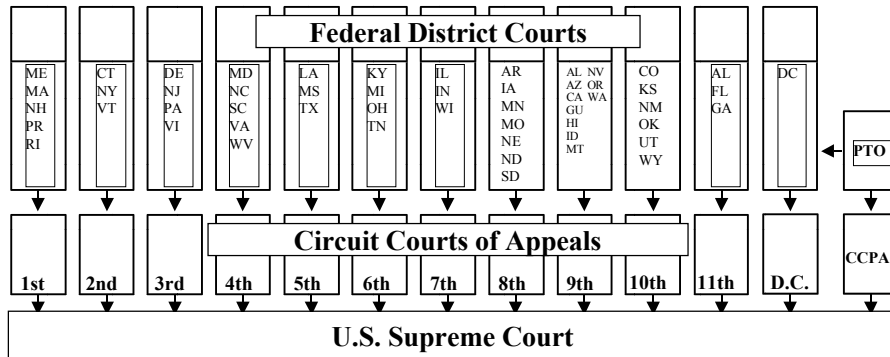 Federal District Courts
ME
MA
NH
PR
RI
CT
NY
VT
DE
NJ
PA
VI
MD
NC
SC
VA
WV
LA
MS
TX
KY
MI
OH
TN
IL
IN
WI
AR
IA
MN
MO
NE
ND
SD
AL NV
AZ OR
CA WA
GU
HI
ID
MT
CO
KS
NM
OK
UT
WY
AL
FL
GA
DC
PTO
Circuit Courts of Appeals
1st
2nd
3rd
4th
5th
6th
7th
8th
9th
10th
11th
D.C.
CCPA
U.S. Supreme Court